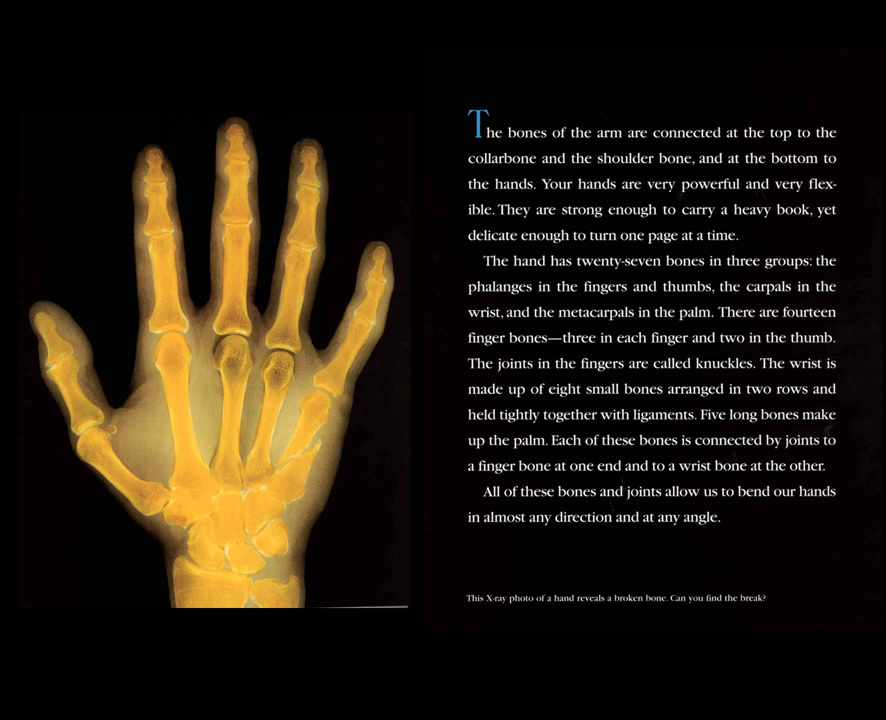 The bones of the arm are connected at the top to the
collarbone and the shoulder bone, and at the bottom to
the hands. Your hands are very powerful and very flex-
ible. They are strong enough to carry a heavy book, yet
delicate enough to turn one page at a time.
The hand has twenty-seven bones in three groups: the
phalanges in the fingers and thumbs, the carpals in the
wrist, and the metacarpals in the palm. There are fourteen
finger bones—three in each finger and two in the thumb.
The joints in the fingers are called knuckles. The wrist is
made up of eight small bones arranged in two rows and
held tightly together with ligaments. Five long bones make
up the palm. Each of these bones is connected by joints to
a finger bone at one end and to a wrist bone at the other.
All of these bones and joints allow us to bend our hands
in almost any direction and at any angle.
This X-ray photo of a hand reveals a broken bone. Can you find the break?